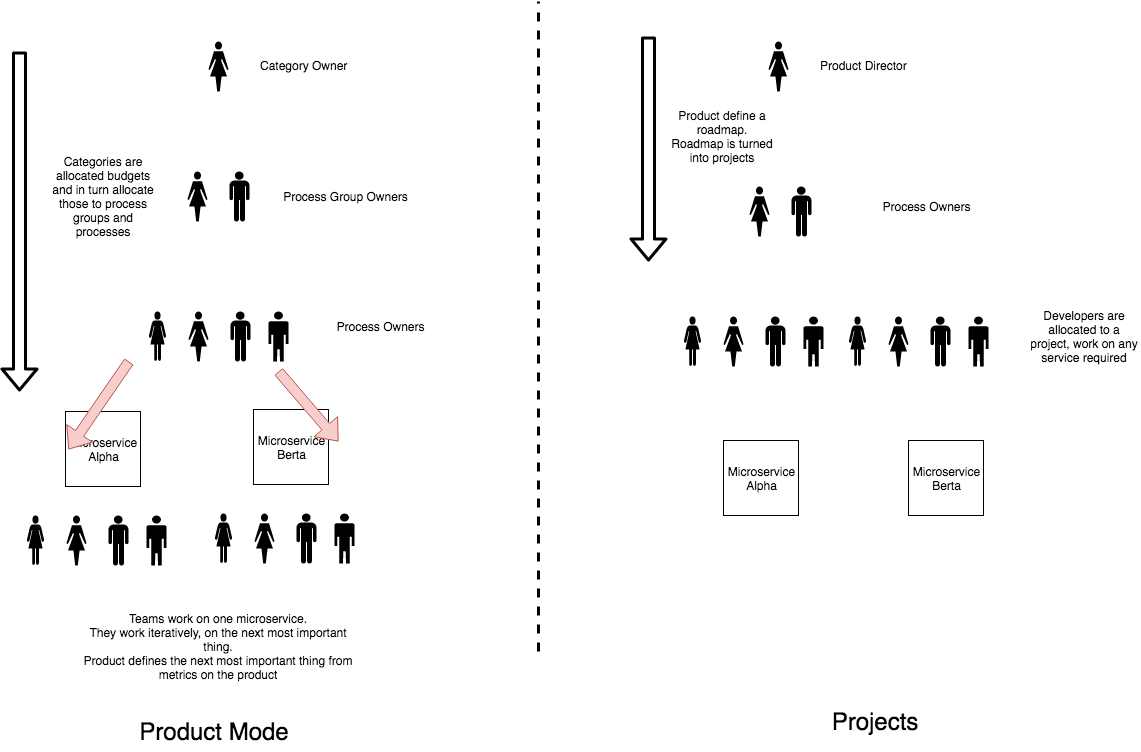 Category Owner
Categories are
allocated budgets
and in turn allocate
those to process
groups and
processes
Process Group Owners
Process Owners
Microservice
Alpha
Microservice
Berta
Teams work on one microservice.
They work iteratively, on the next most important
thing.
Product defines the next most important thing from
metrics on the product
Product Mode
Product Director
Product define a
roadmap.
Roadmap is turned
into projects
Process Owners
Developers are
allocated to a
project, work on any
service required
Microservice
Alpha
Microservice
Berta
Projects